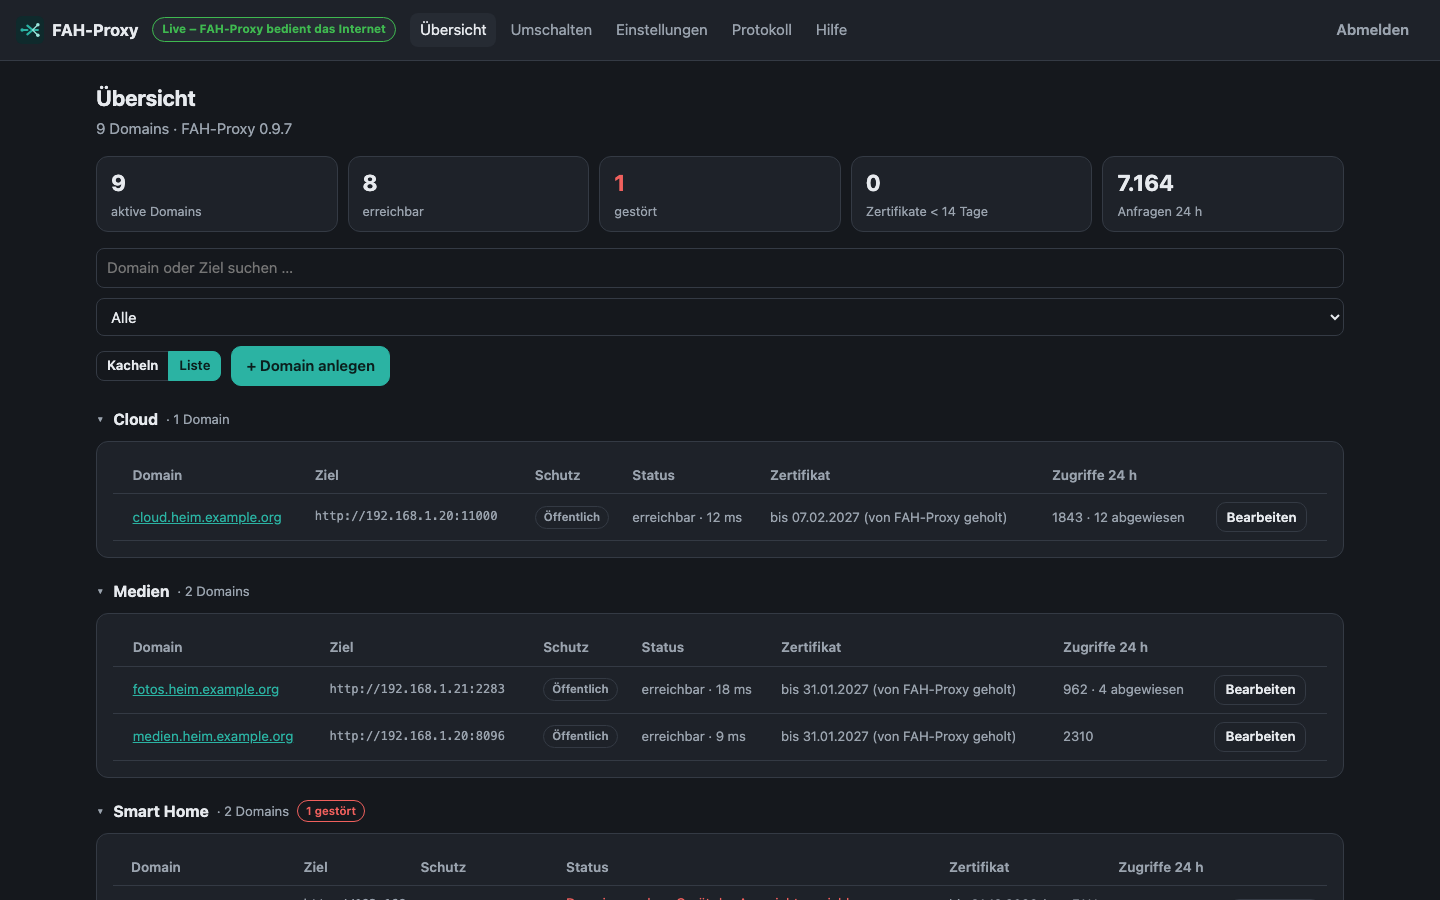 FAH-Proxy Live – FAH-Proxy bedient das Internet Übersicht Umschalten Einstellungen Protokoll Hilfe Abmelden
Übersicht
9 Domains · FAH-Proxy 0.9.7
9 8 1 0 7.164
aktive Domains erreichbar gestört Zertifikate < 14 Tage Anfragen 24 h
Domain oder Ziel suchen ...
Alle
Kacheln Liste + Domain anlegen
Cloud · 1 Domain
Domain Ziel Schutz Status Zertifikat Zugriffe 24 h
cloud.heim.example.org http://192.168.1.20:11000 Öffentlich erreichbar · 12 ms bis 07.02.2027 (von FAH-Proxy geholt) 1843 · 12 abgewiesen Bearbeiten
Medien · 2 Domains
Domain Ziel Schutz Status Zertifikat Zugriffe 24 h
fotos.heim.example.org http://192.168.1.21:2283 Öffentlich erreichbar · 18 ms bis 31.01.2027 (von FAH-Proxy geholt) 962 · 4 abgewiesen Bearbeiten
medien.heim.example.org http://192.168.1.20:8096 Öffentlich erreichbar · 9 ms bis 31.01.2027 (von FAH-Proxy geholt) 2310 Bearbeiten
Smart Home · 2 Domains 1 gestört
Domain Ziel Schutz Status Zertifikat Zugriffe 24 h